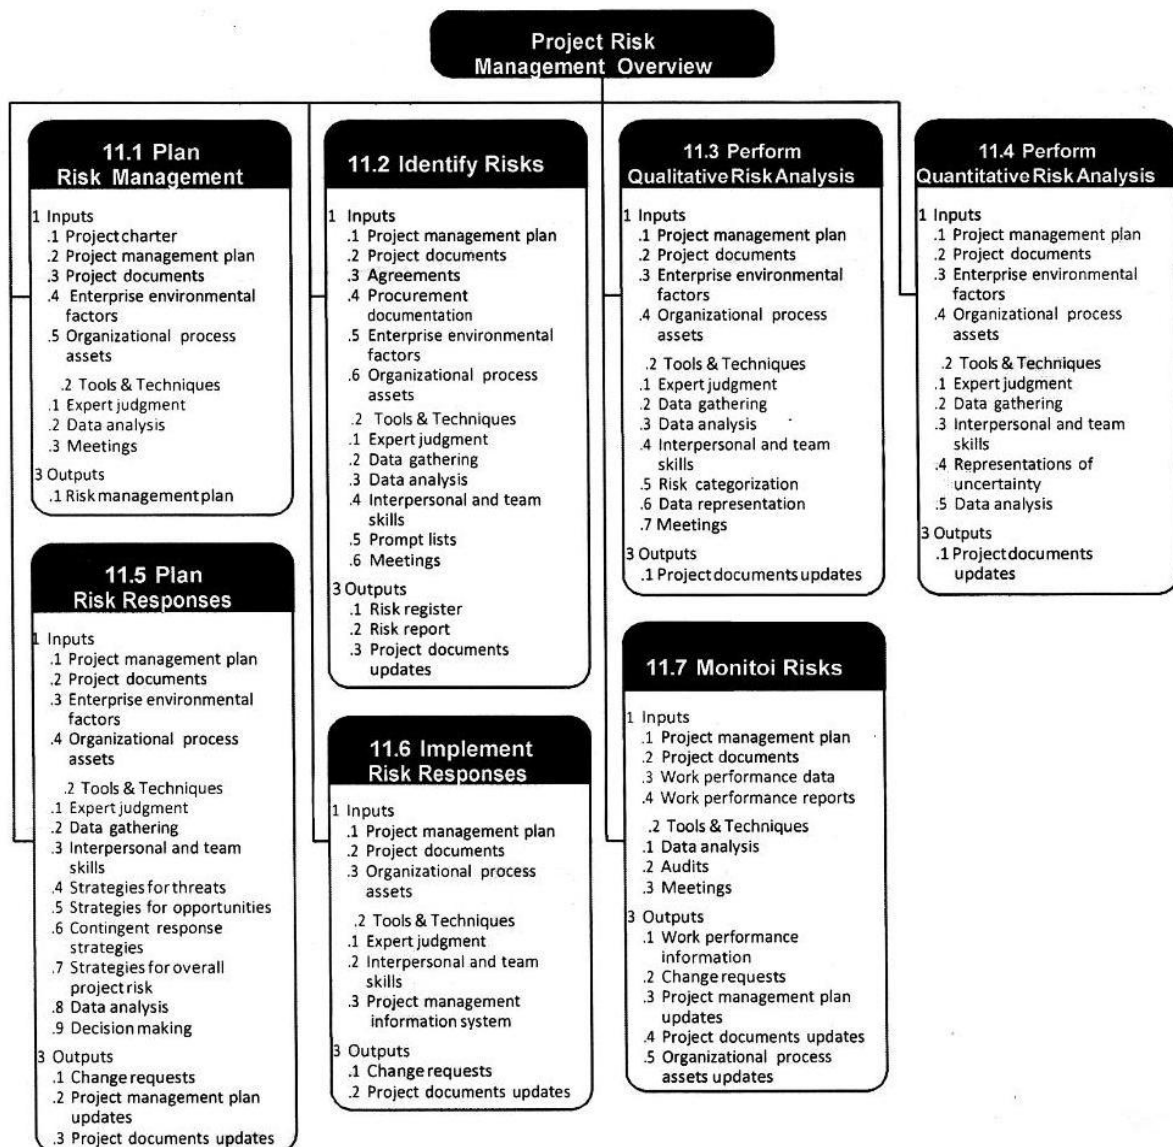 Project Risk
Management Overview
11.1 Plan
Risk Management
1 Inputs
.1 Project charter
.2 Project management plan
.3 Project documents
.4 Enterprise environmental
factors
.5 Organizational process
assets
.2 Tools & Techniques
.1 Expert judgment
.2 Data analysis
.3 Meetings
3 Outputs
.1 Risk management plan
11.2 Identify Risks
1 Inputs
.1 Project management plan
.2 Project documents
.3 Agreements
.4 Procurement
documentation
.5 Enterprise environmental
factors
.6 Organizational process
assets
.2 Tools & Techniques
.1 Expert judgment
.2 Data gathering
.3 Data analysis
.4 Interpersonal and team
skills
.5 Prompt lists
.6 Meetings
3 Outputs
.1 Risk register
.2 Risk report
.3 Project documents
updates
11.3 Perform
Qualitative Risk Analysis
1 Inputs
.1 Project management plan
.2 Project documents
.3 Enterprise environmental
factors
.4 Organizational process
assets
.2 Tools & Techniques
.1 Expert judgment
.2 Data gathering
.3 Data analysis
.4 Interpersonal and team
skills
.5 Risk categorization
.6 Data representation
.7 Meetings
3 Outputs
.1 Project documents updates
11.4 Perform
Quantitative Risk Analysis
1 Inputs
.1 Project management plan
.2 Project documents
.3 Enterprise environmental
factors
.4 Organizational process
assets
.2 Tools & Techniques
.1 Expert judgment
.2 Data gathering
.3 Interpersonal and team
skills
.4 Representations of
uncertainty
.5 Data analysis
3 Outputs
.1 Project documents
updates
11.5 Plan
Risk Responses
1 Inputs
.1 Project management plan
.2 Project documents
.3 Enterprise environmental
factors
.4 Organizational process
assets
.2 Tools & Techniques
.1 Expert judgment
.2 Data gathering
.3 Interpersonal and team
skills
.4 Strategies for threats
.5 Strategies for opportunities
.6 Contingent response
strategies
.7 Strategies for overall
project risk
.8 Data analysis
.9 Decision making
3 Outputs
.1 Change requests
.2 Project management plan
updates
.3 Project documents updates
11.6 Implement
Risk Responses
1 Inputs
.1 Project management plan
.2 Project documents
.3 Organizational process
assets
.2 Tools & Techniques
.1 Expert judgment
.2 Interpersonal and team
skills
.3 Project management
information system
3 Outputs
.1 Change requests
.2 Project documents updates
11.7 Monitoi Risks
1 Inputs
.1 Project management plan
.2 Project documents
.3 Work performance data
.4 Work performance reports
.2 Tools & Techniques
.1 Data analysis
.2 Audits
.3 Meetings
3 Outputs
.1 Work performance
information
.2 Change requests
.3 Project management plan
updates
.4 Project documents updates
.5 Organizational process
assets updates